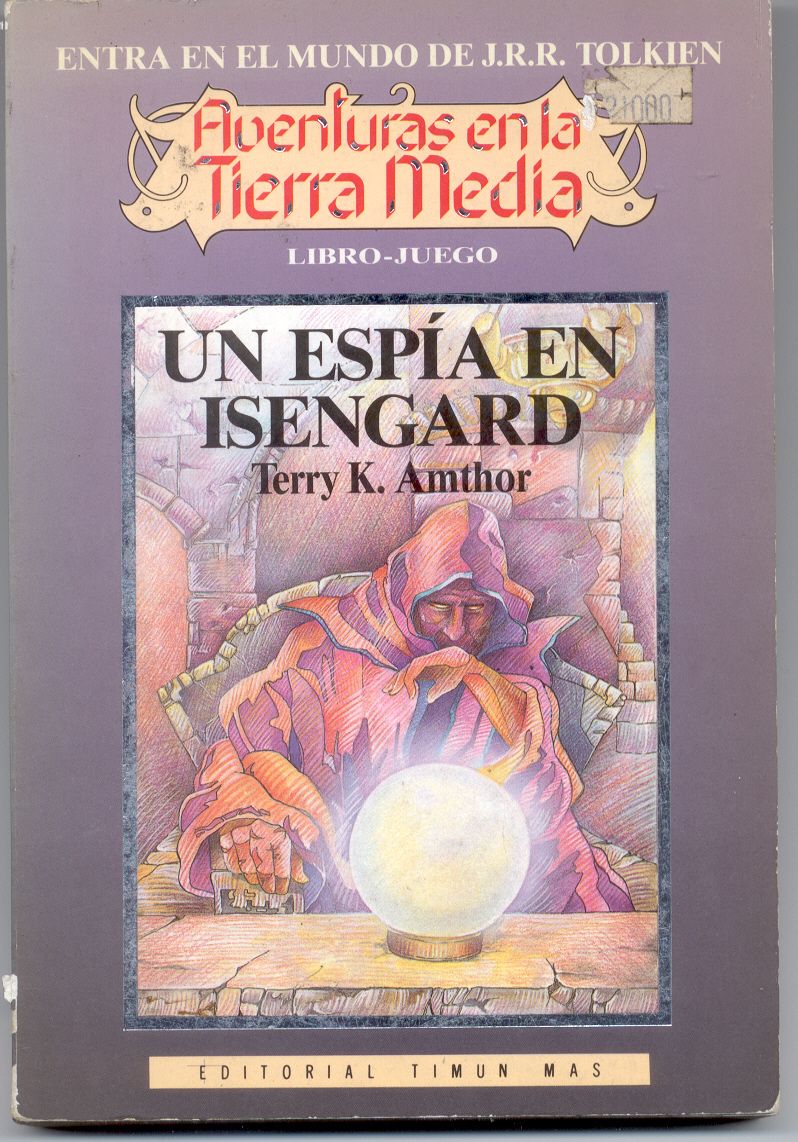 ENTRA EN EL MUNDO DE J.R.R. TOLKIEN
21000
Aventuras en la
Tierra Media
LIBRO-JUEGO
UN ESPÍA EN
ISENGARD
Terry K. Amthor
EDITORIAL TIMUN MAS